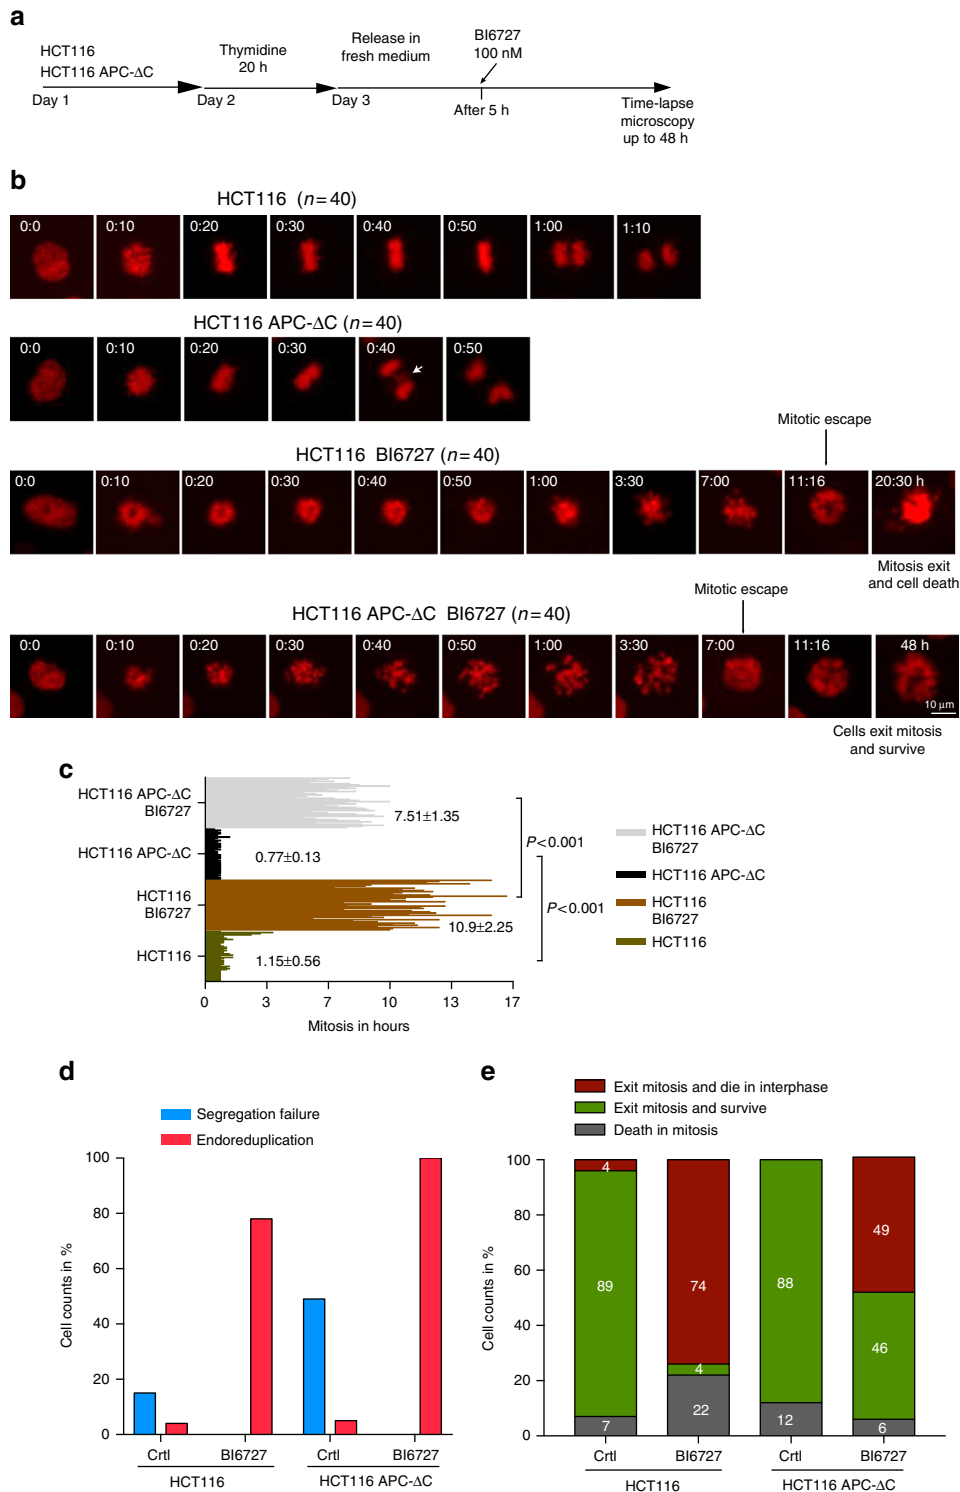 a
HCT116
HCT116 APC-ΔC
Thymidine
20 h
Release in
fresh medium
BI6727
100 nM
Day 1
Day 2
Day 3
After 5 h
Time-lapse
microscopy
up to 48 h
b
HCT116 (n=40)
0:0 0:10 0:20 0:30 0:40 0:50 1:00 1:10
HCT116 APC-ΔC (n=40)
0:0 0:10 0:20 0:30 0:40 0:50
Mitotic escape
HCT116 BI6727 (n=40)
0:0 0:10 0:20 0:30 0:40 0:50 1:00 3:30 7:00 11:16 20:30 h
Mitosis exit
and cell death
Mitotic escape
HCT116 APC-ΔC BI6727 (n=40)
0:0 0:10 0:20 0:30 0:40 0:50 1:00 3:30 7:00 11:16 48 h
10 μm
Cells exit mitosis
and survive
c
HCT116 APC-ΔC
BI6727
7.51±1.35
HCT116 APC-ΔC
0.77±0.13
HCT116
BI6727
10.9±2.25
HCT116
1.15±0.56
P<0.001
P<0.001
0 3 7 10 13 17
Mitosis in hours
HCT116 APC-ΔC
BI6727
HCT116 APC-ΔC
HCT116
BI6727
HCT116
d
Segregation failure
Endoreduplication
Cell counts in %
100
80
60
40
20
0
Crtl BI6727 Crtl BI6727
HCT116 HCT116 APC-ΔC
e
Exit mitosis and die in interphase
Exit mitosis and survive
Death in mitosis
Cell counts in %
100
80
60
40
20
0
4
89
7
74
4
22
88
12
49
46
6
Crtl BI6727 Crtl BI6727
HCT116 HCT116 APC-ΔC